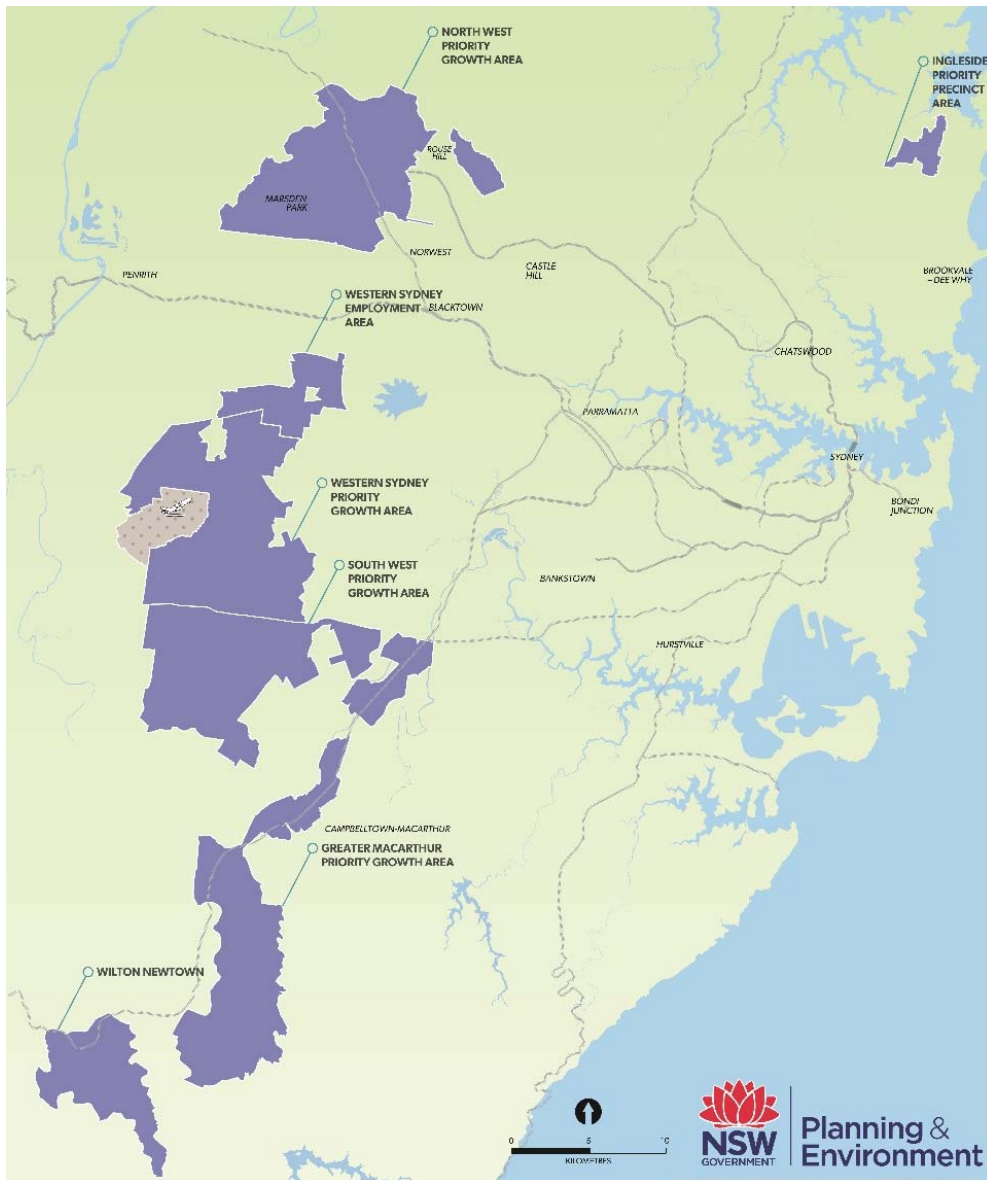 NORTH WEST
PRIORITY
GROWTH AREA
INGLESIDE
PRIORITY
PRECINCT
AREA
ROUSE
HILL
MARSDEN
PARK
NORWEST
CASTLE
HILL
PENRITH
BROOKVALE
– DEE WHY
WESTERN SYDNEY
EMPLOYMENT
AREA
BLACKTOWN
CHATSWOOD
PARRAMATTA
SYDNEY
WESTERN SYDNEY
PRIORITY
GROWTH AREA
BONDI
JUNCTION
SOUTH WEST
PRIORITY
GROWTH AREA
BANKSTOWN
HURSTVILLE
CAMPBELLTOWN-MACARTHUR
GREATER MACARTHUR
PRIORITY GROWTH AREA
WILTON NEWTOWN
0 5 10
KILOMETRES
NSW
GOVERNMENT
Planning &
Environment